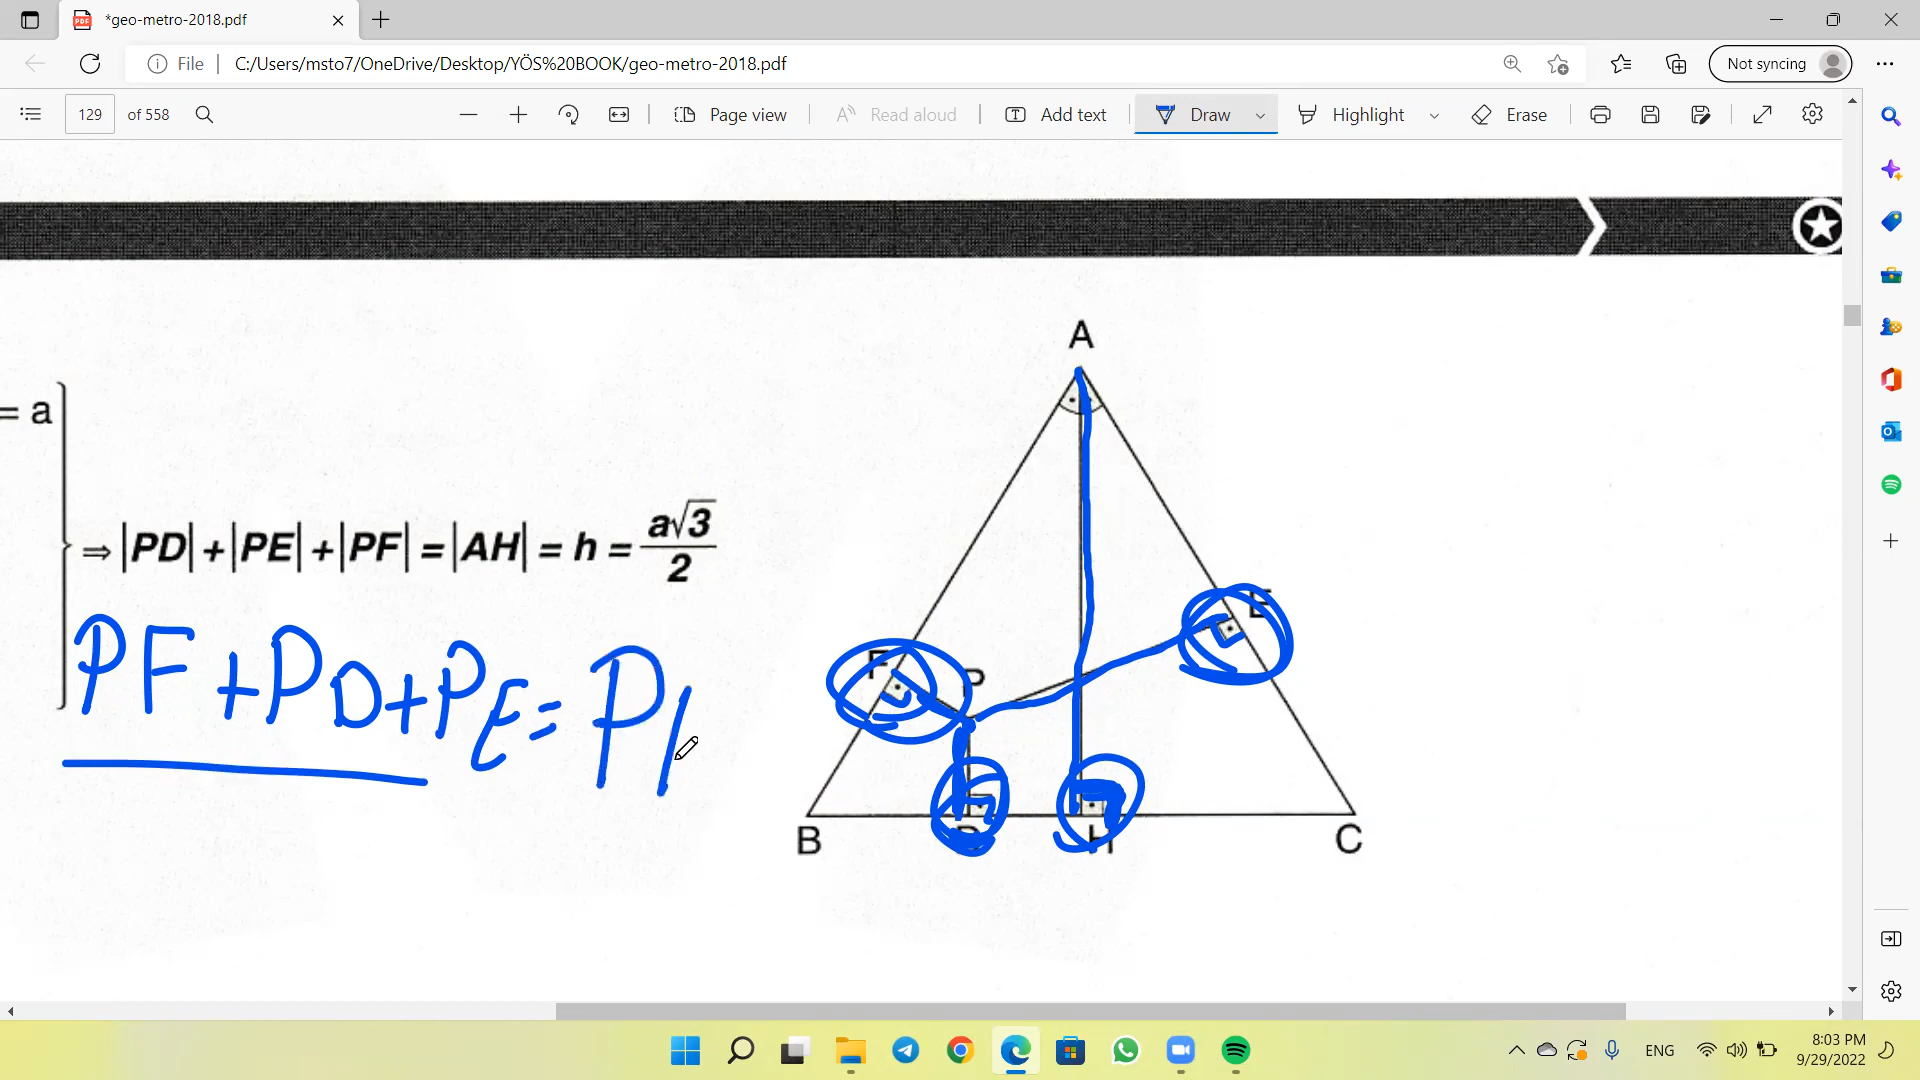 *geo-metro-2018.pdf
File C:/Users/msto7/OneDrive/Desktop/YÖS%20BOOK/geo-metro-2018.pdf Not syncing
129 of 558 Page view Read aloud Add text Draw Highlight Erase
A
= a
⇒ |PD| + |PE| + |PF| = |AH| = h = a√3/2
E
F P
PF+PD+PE=P
B D H C
ENG 8:03 PM
9/29/2022